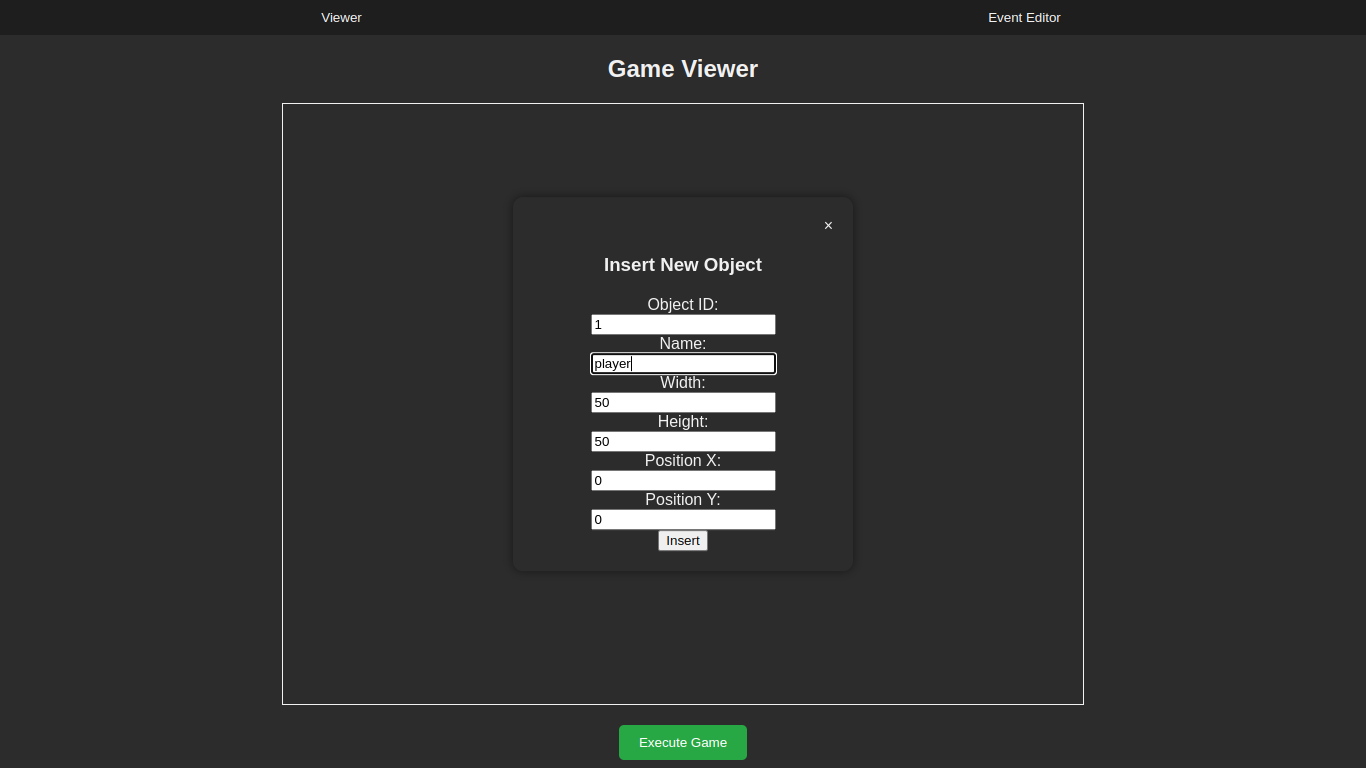 Viewer Event Editor
Game Viewer
×
Insert New Object
Object ID:
1
Name:
player
Width:
50
Height:
50
Position X:
0
Position Y:
0
Insert
Execute Game